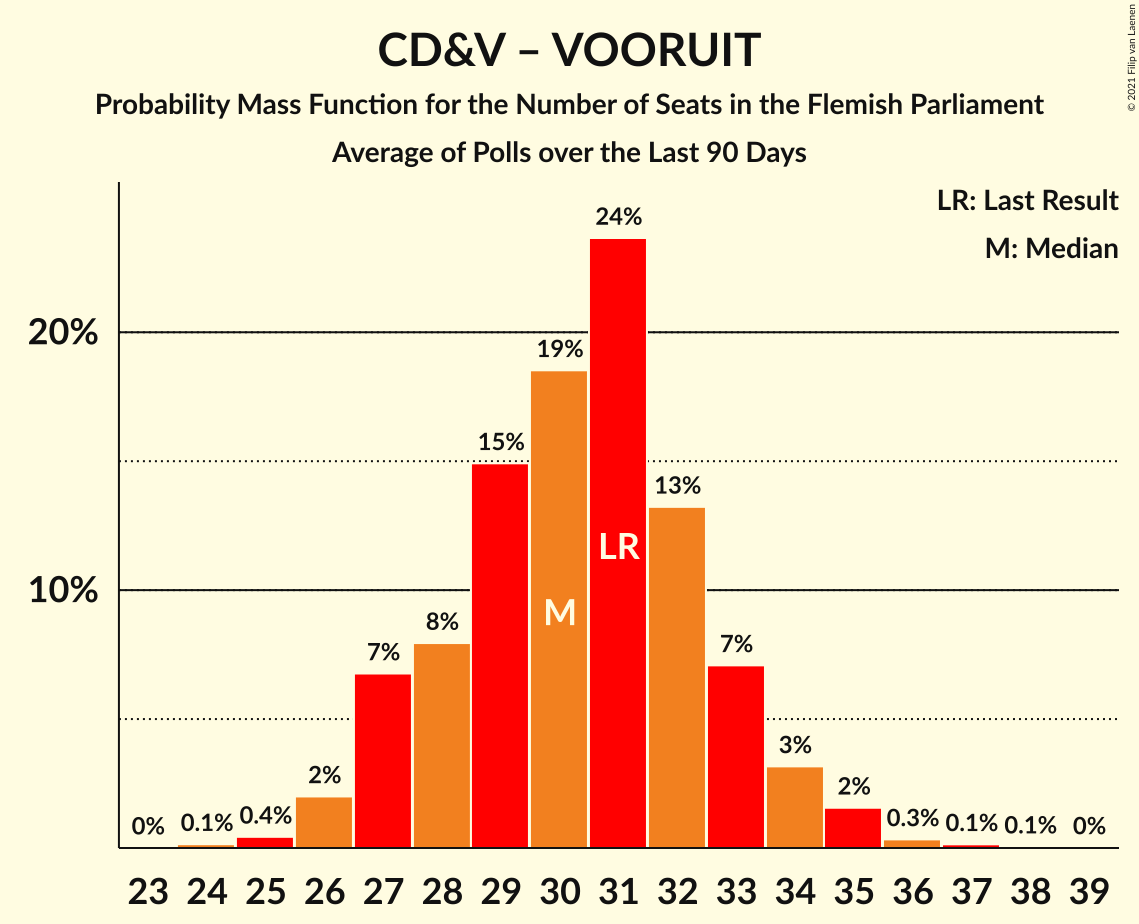 CD&V – VOORUIT
Probability Mass Function for the Number of Seats in the Flemish Parliament
Average of Polls over the Last 90 Days
© 2021 Filip van Laenen
LR: Last Result
M: Median
20%
10%
0%
0.1%
0.4%
2%
7%
8%
15%
19%
24%
13%
7%
3%
2%
0.3%
0.1%
0.1%
0%
M
LR
23 24 25 26 27 28 29 30 31 32 33 34 35 36 37 38 39